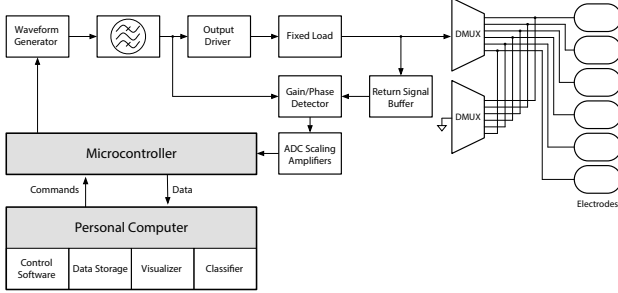 Waveform
Generator
Output
Driver
Fixed Load
DMUX
Gain/Phase
Detector
Return Signal
Buffer
DMUX
Microcontroller
ADC Scaling
Amplifiers
Commands
Data
Electrodes
Personal Computer
Control
Software
Data Storage
Visualizer
Classifier